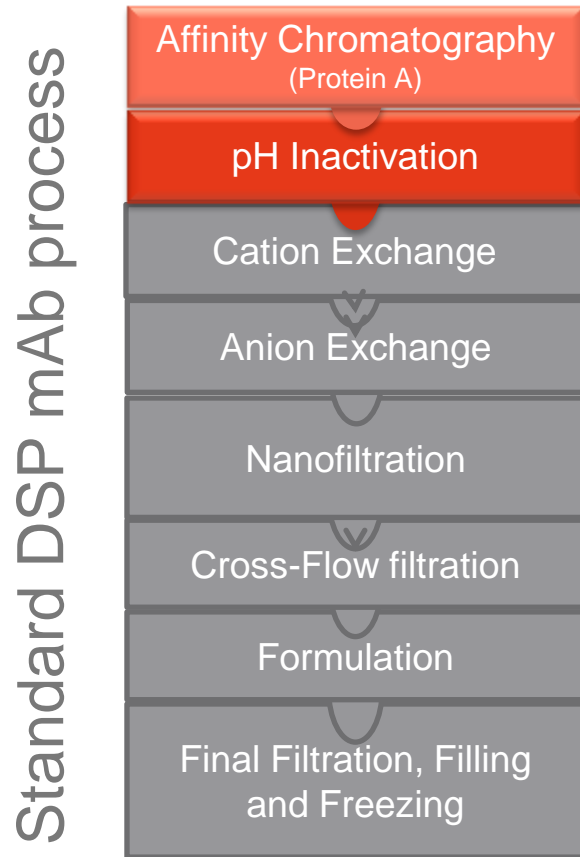 Standard DSP mAb process
Affinity Chromatography
(Protein A)
pH Inactivation
Cation Exchange
Anion Exchange
Nanofiltration
Cross-Flow filtration
Formulation
Final Filtration, Filling
and Freezing